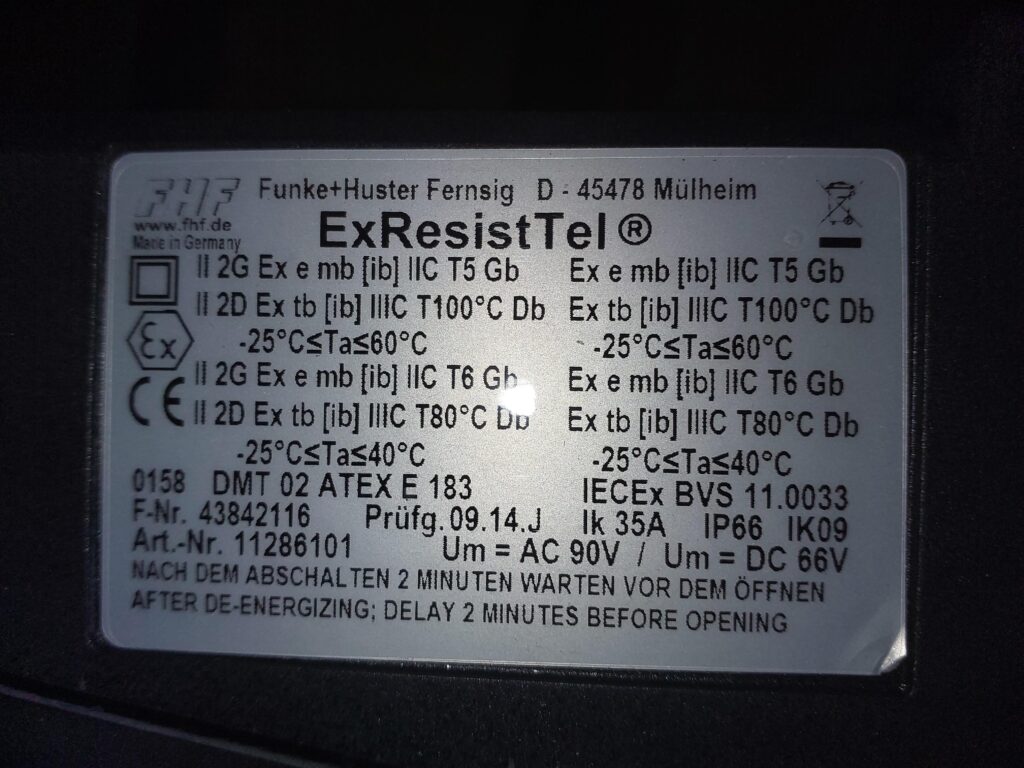 FHF Funke+Huster Fernsig D - 45478 Mülheim
www.fhf.de
Made in Germany
ExResistTel ®
II 2G Ex e mb [ib] IIC T5 Gb Ex e mb [ib] IIC T5 Gb
II 2D Ex tb [ib] IIIC T100°C Db Ex tb [ib] IIIC T100°C Db
-25°C≤Ta≤60°C -25°C≤Ta≤60°C
Ex
II 2G Ex e mb [ib] IIC T6 Gb Ex e mb [ib] IIC T6 Gb
CE
II 2D Ex tb [ib] IIIC T80°C Db Ex tb [ib] IIIC T80°C Db
-25°C≤Ta≤40°C -25°C≤Ta≤40°C
0158 DMT 02 ATEX E 183 IECEx BVS 11.0033
F-Nr. 43842116 Prüfg. 09.14.J Ik 35A IP66 IK09
Art.-Nr. 11286101 Um = AC 90V / Um = DC 66V
NACH DEM ABSCHALTEN 2 MINUTEN WARTEN VOR DEM ÖFFNEN
AFTER DE-ENERGIZING; DELAY 2 MINUTES BEFORE OPENING